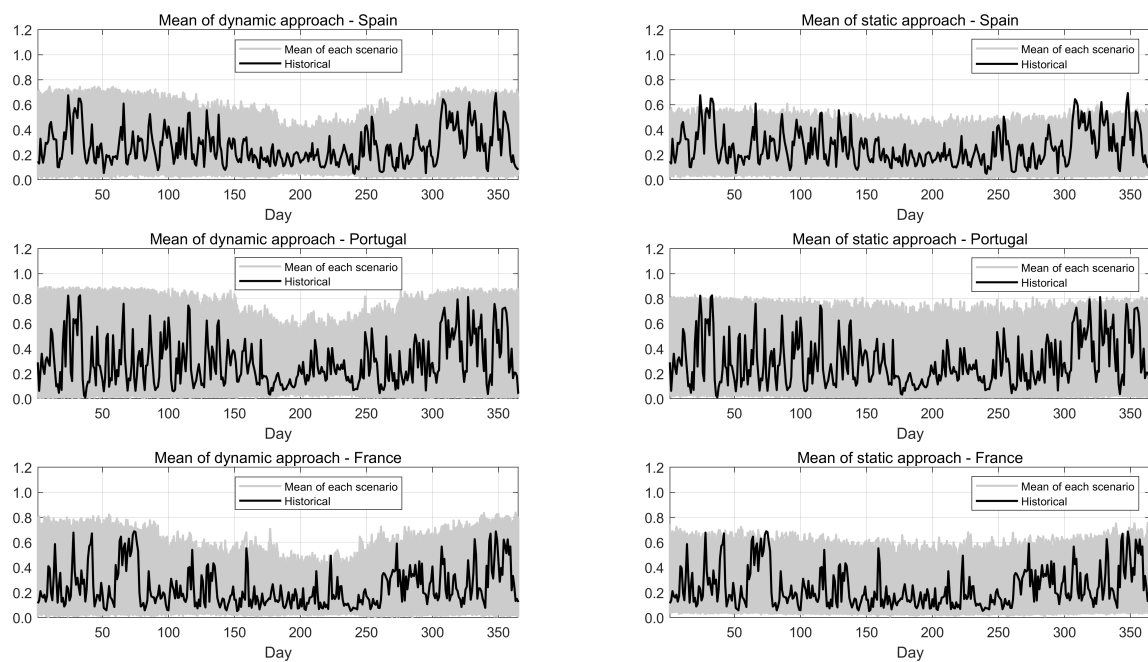 Mean of dynamic approach - Spain
1.2
1.0
0.8
0.6
0.4
0.2
0.0
Mean of each scenario
Historical
50 100 150 200 250 300 350
Day
Mean of static approach - Spain
1.2
1.0
0.8
0.6
0.4
0.2
0.0
Mean of each scenario
Historical
50 100 150 200 250 300 350
Day
Mean of dynamic approach - Portugal
1.2
1.0
0.8
0.6
0.4
0.2
0.0
Mean of each scenario
Historical
50 100 150 200 250 300 350
Day
Mean of static approach - Portugal
1.2
1.0
0.8
0.6
0.4
0.2
0.0
Mean of each scenario
Historical
50 100 150 200 250 300 350
Day
Mean of dynamic approach - France
1.2
1.0
0.8
0.6
0.4
0.2
0.0
Mean of each scenario
Historical
50 100 150 200 250 300 350
Day
Mean of static approach - France
1.2
1.0
0.8
0.6
0.4
0.2
0.0
Mean of each scenario
Historical
50 100 150 200 250 300 350
Day